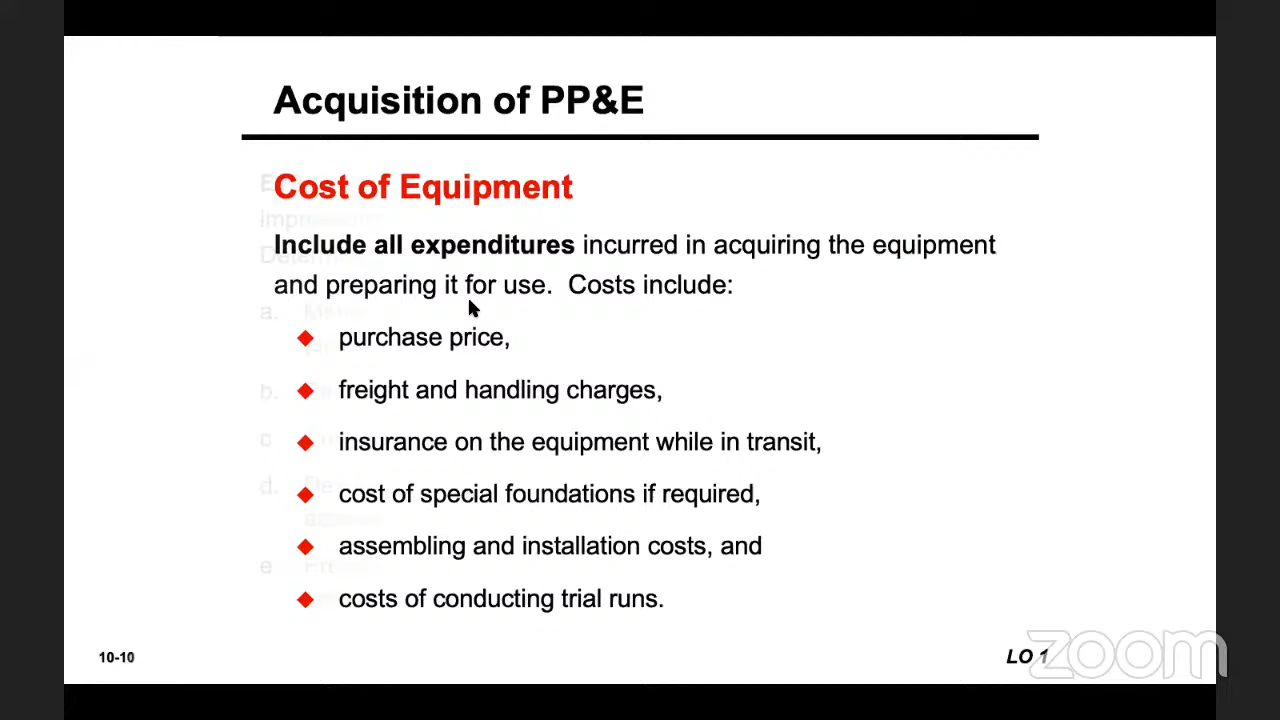 Acquisition of PP&E
Cost of Equipment
Include all expenditures incurred in acquiring the equipment
and preparing it for use. Costs include:
purchase price,
freight and handling charges,
insurance on the equipment while in transit,
cost of special foundations if required,
assembling and installation costs, and
costs of conducting trial runs.
10-10
LO 1
zoom
a.
b.
c
d.
e